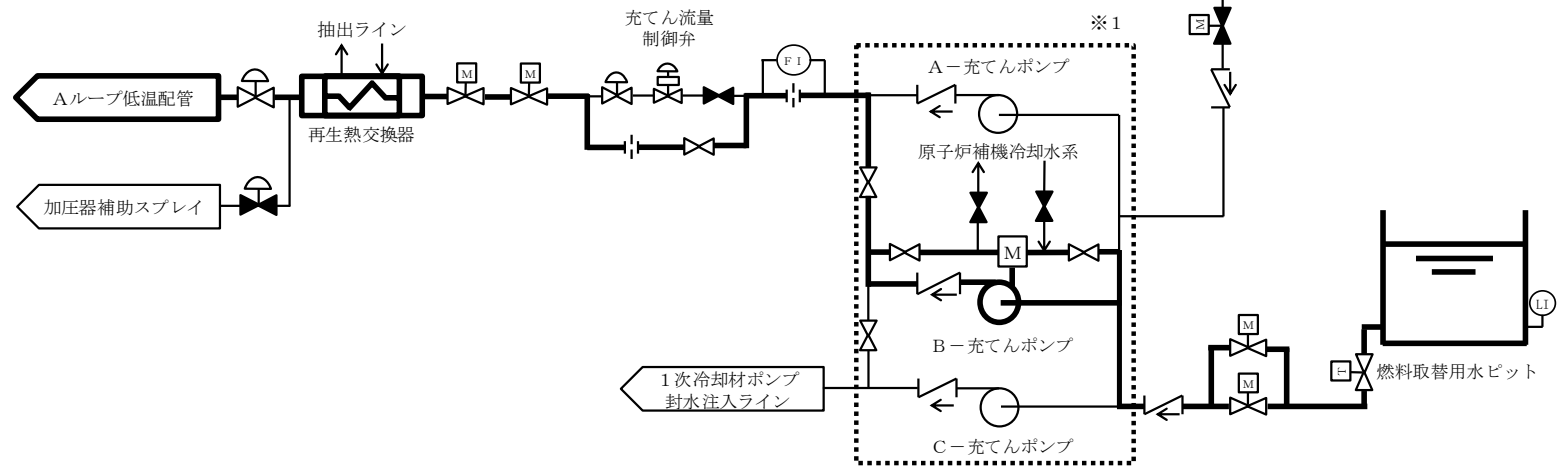 ※1
M
抽出ライン
充てん流量
制御弁
FI
A-充てんポンプ
M
M
Aループ低温配管
再生熱交換器
原子炉補機冷却水系
加圧器補助スプレイ
M
LI
B-充てんポンプ
M
T
燃料取替用水ピット
1次冷却材ポンプ
封水注入ライン
M
C-充てんポンプ